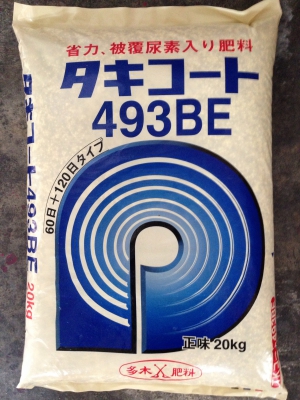 省力、被覆尿素入り肥料
タキコート
493BE
60日+120日タイプ
タキコート493BE
20kg
正味 20kg
多木 肥料